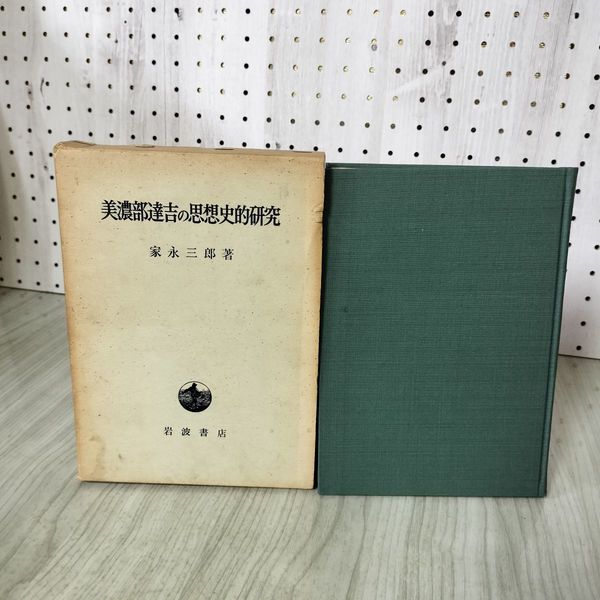 美濃部達吉の思想史的研究
家永三郎著
岩波書店